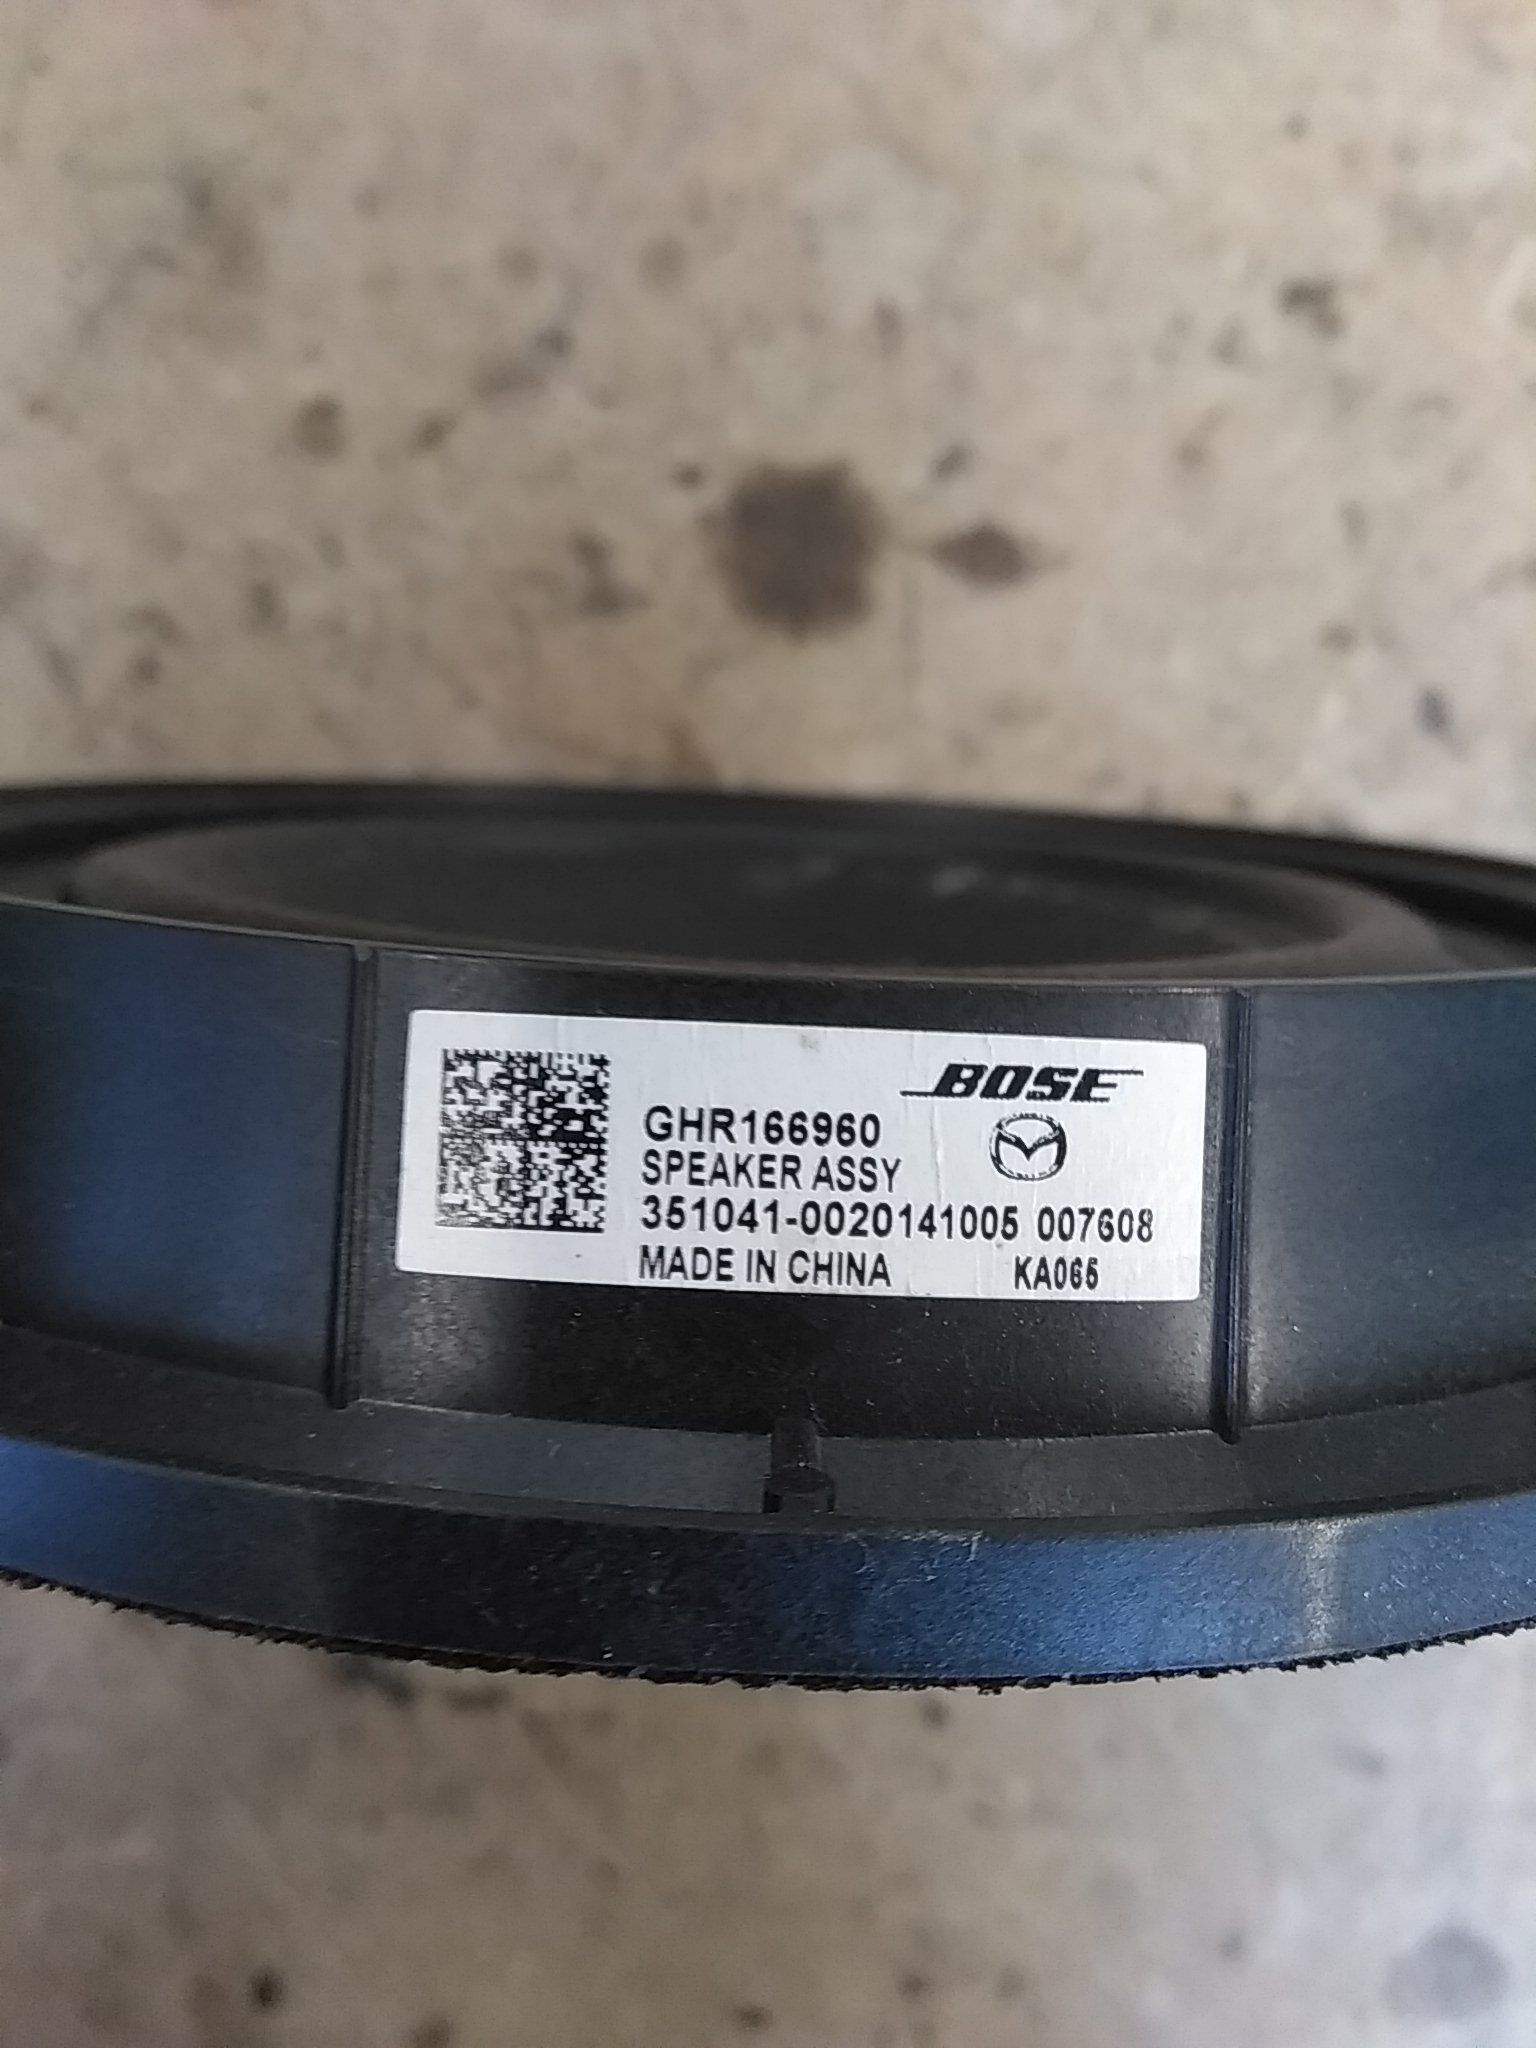 BOSE
GHR166960
SPEAKER ASSY
351041-0020141005 007608
MADE IN CHINA KA065